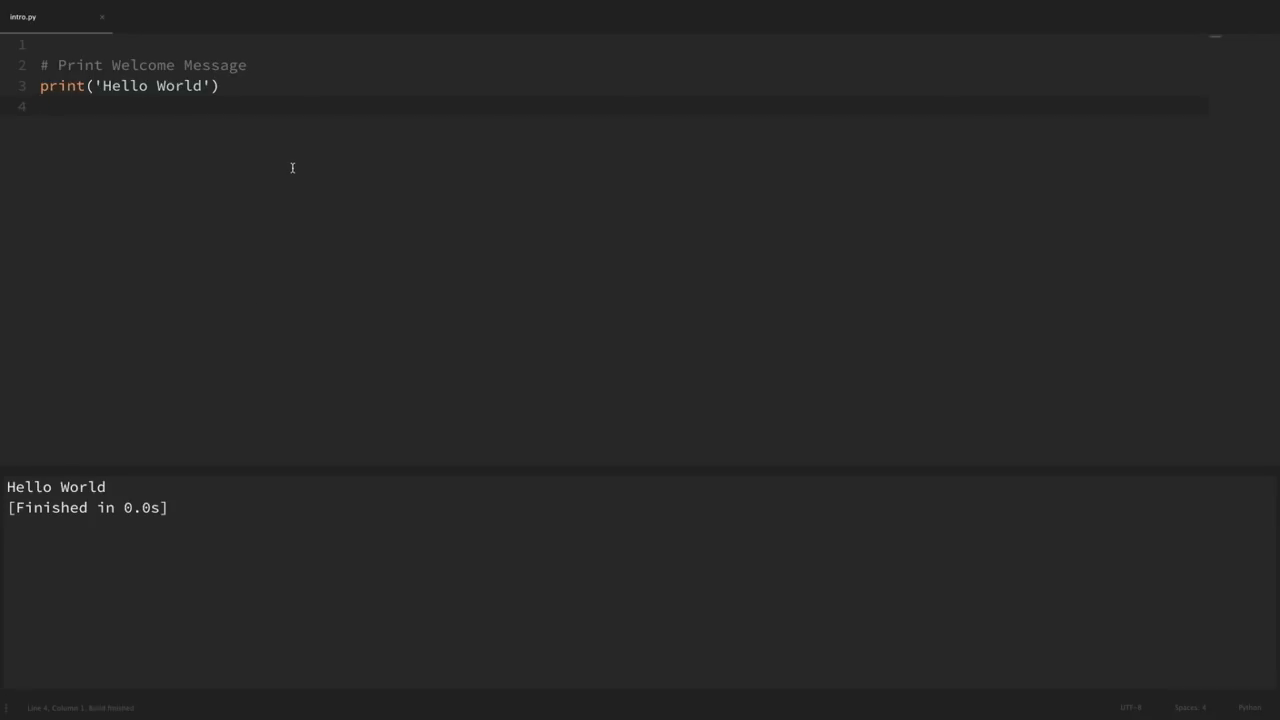 intro.py ×
1
2 # Print Welcome Message
3 print('Hello World')
4
Hello World
[Finished in 0.0s]
Line 4, Column 1, Build finished
UTF-8 Spaces: 4 Python